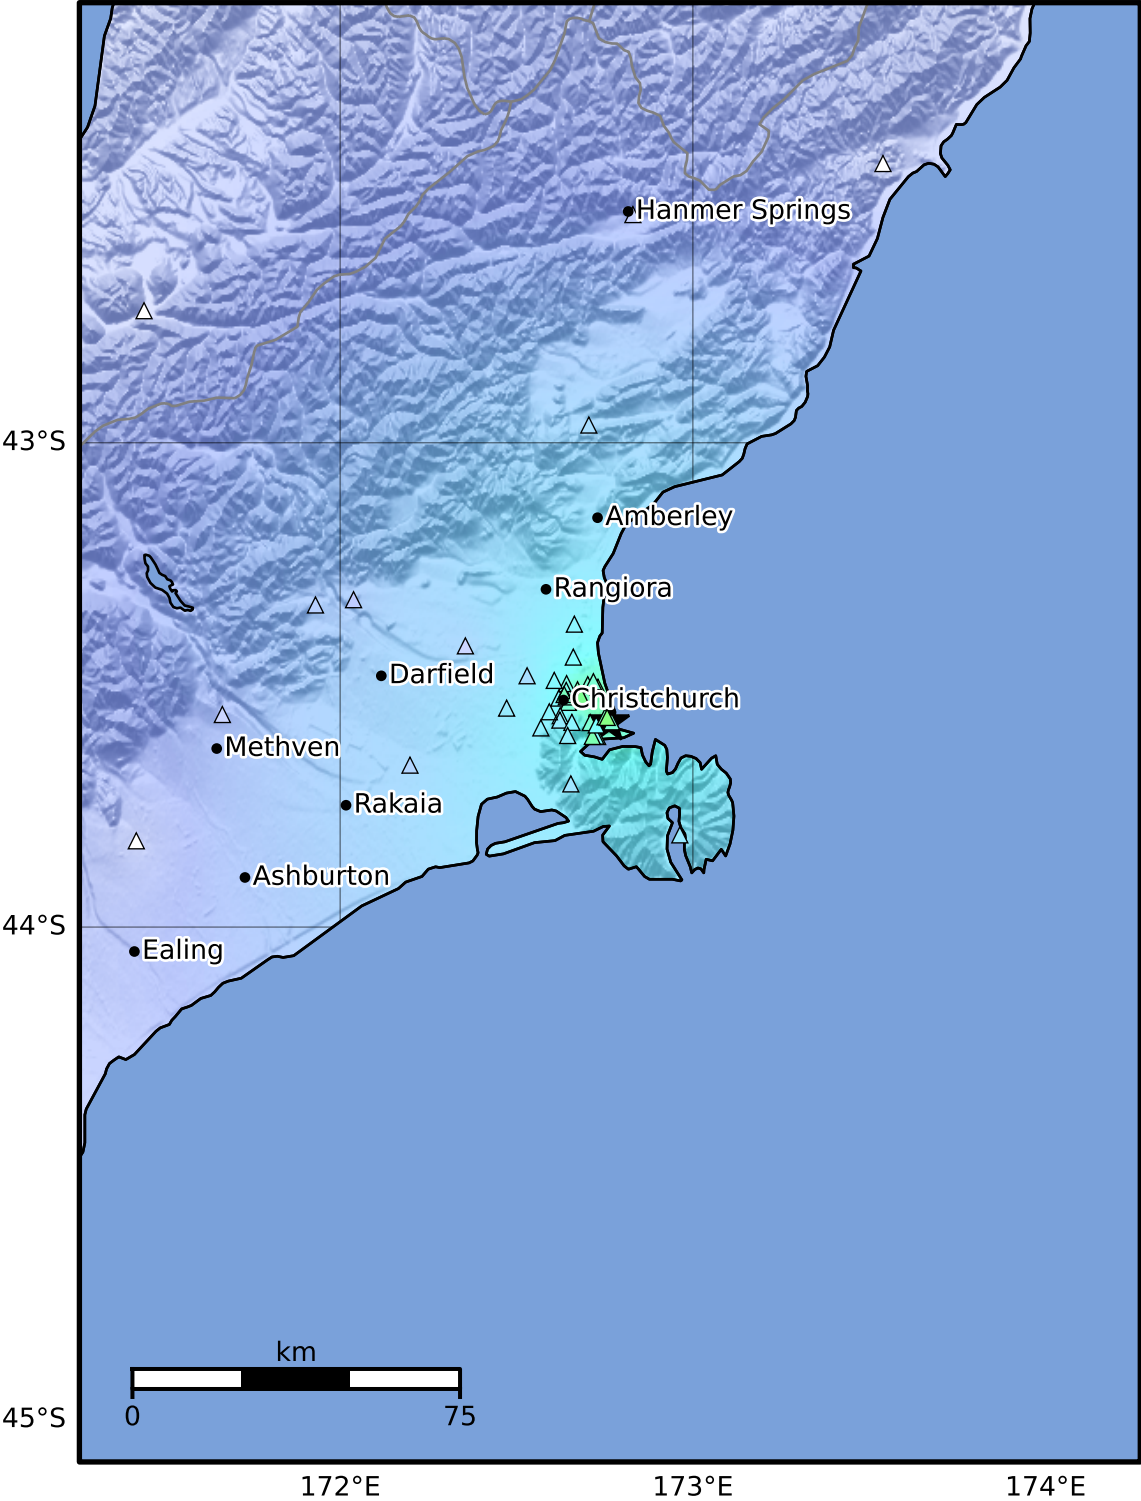 Hanmer Springs
43°S
Amberley
Rangiora
Darfield
Christchurch
Methven
Rakaia
Ashburton
44°S
Ealing
km
0
75
45°S
172°E
173°E
174°E